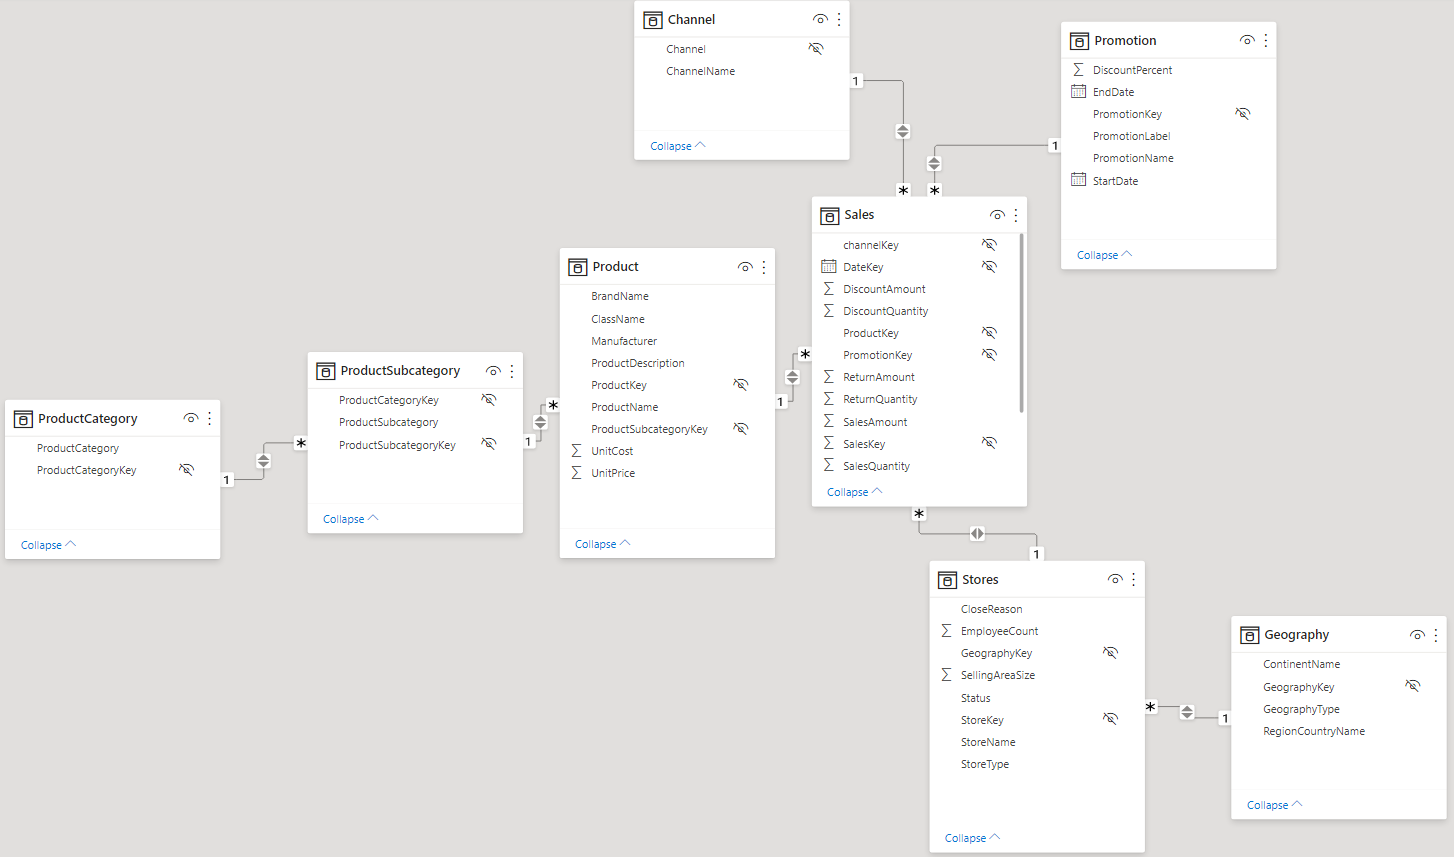 Channel
Channel
ChannelName
Collapse
1
*
Promotion
DiscountPercent
EndDate
PromotionKey
PromotionLabel
PromotionName
StartDate
Collapse
1
*
Sales
channelKey
DateKey
DiscountAmount
DiscountQuantity
ProductKey
PromotionKey
ReturnAmount
ReturnQuantity
SalesAmount
SalesKey
SalesQuantity
Collapse
*
1
Product
BrandName
ClassName
Manufacturer
ProductDescription
ProductKey
ProductName
ProductSubcategoryKey
UnitCost
UnitPrice
Collapse
1
*
ProductSubcategory
ProductCategoryKey
ProductSubcategory
ProductSubcategoryKey
Collapse
1
*
ProductCategory
ProductCategory
ProductCategoryKey
Collapse
1
*
Stores
CloseReason
EmployeeCount
GeographyKey
SellingAreaSize
Status
StoreKey
StoreName
StoreType
Collapse
*
1
Geography
ContinentName
GeographyKey
GeographyType
RegionCountryName
Collapse